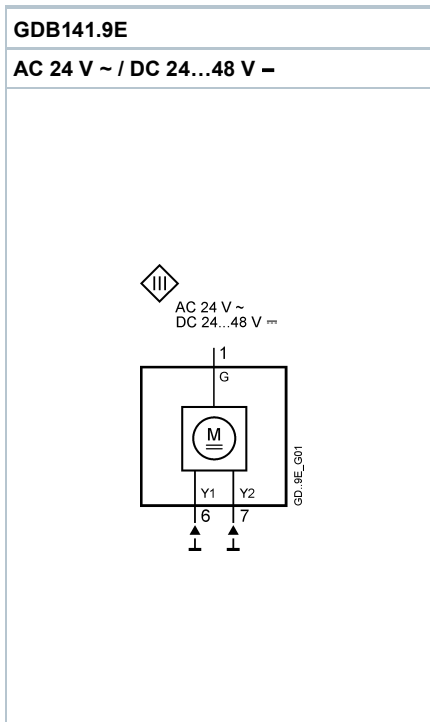 GDB141.9E
AC 24 V ~ / DC 24…48 V ⎓
III
AC 24 V ~
DC 24...48 V ⎓
1
G
M
Y1 Y2
6 7
GD..9E_G01